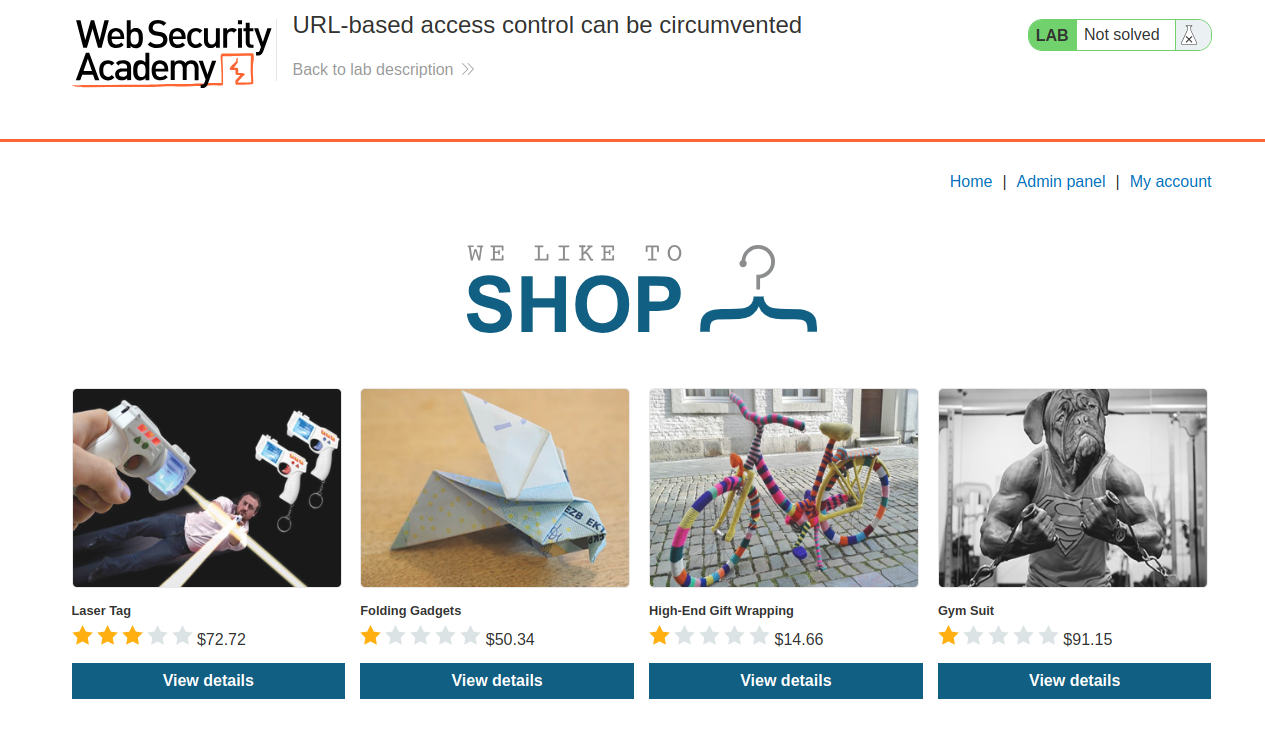 Web Security
Academy
URL-based access control can be circumvented
Back to lab description
LAB Not solved
Home | Admin panel | My account
WE LIKE TO
SHOP
EZB EK
Laser Tag
$72.72
View details
Folding Gadgets
$50.34
View details
High-End Gift Wrapping
$14.66
View details
Gym Suit
$91.15
View details